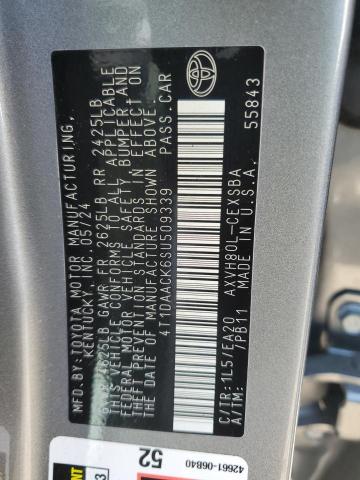 MFD.BY:TOYOTA MOTOR MANUFACTURING,
KENTUCKY, INC. 05/24
GVWR 4625LB GAWR FR 2625LB RR 2425LB
THIS VEHICLE CONFORMS TO ALL APPLICABLE
FEDERAL MOTOR VEHICLE SAFETY, BUMPER, AND
THEFT PREVENTION STANDARDS IN EFFECT ON
THE DATE OF MANUFACTURE SHOWN ABOVE.
4T1DAACK6SU509339 PASS.CAR
C/TR:1L5/FA20 AXVH80L-CEXSBA
A/TM: /PB11 MADE IN U.S.A. 55843
42661-06B40
52